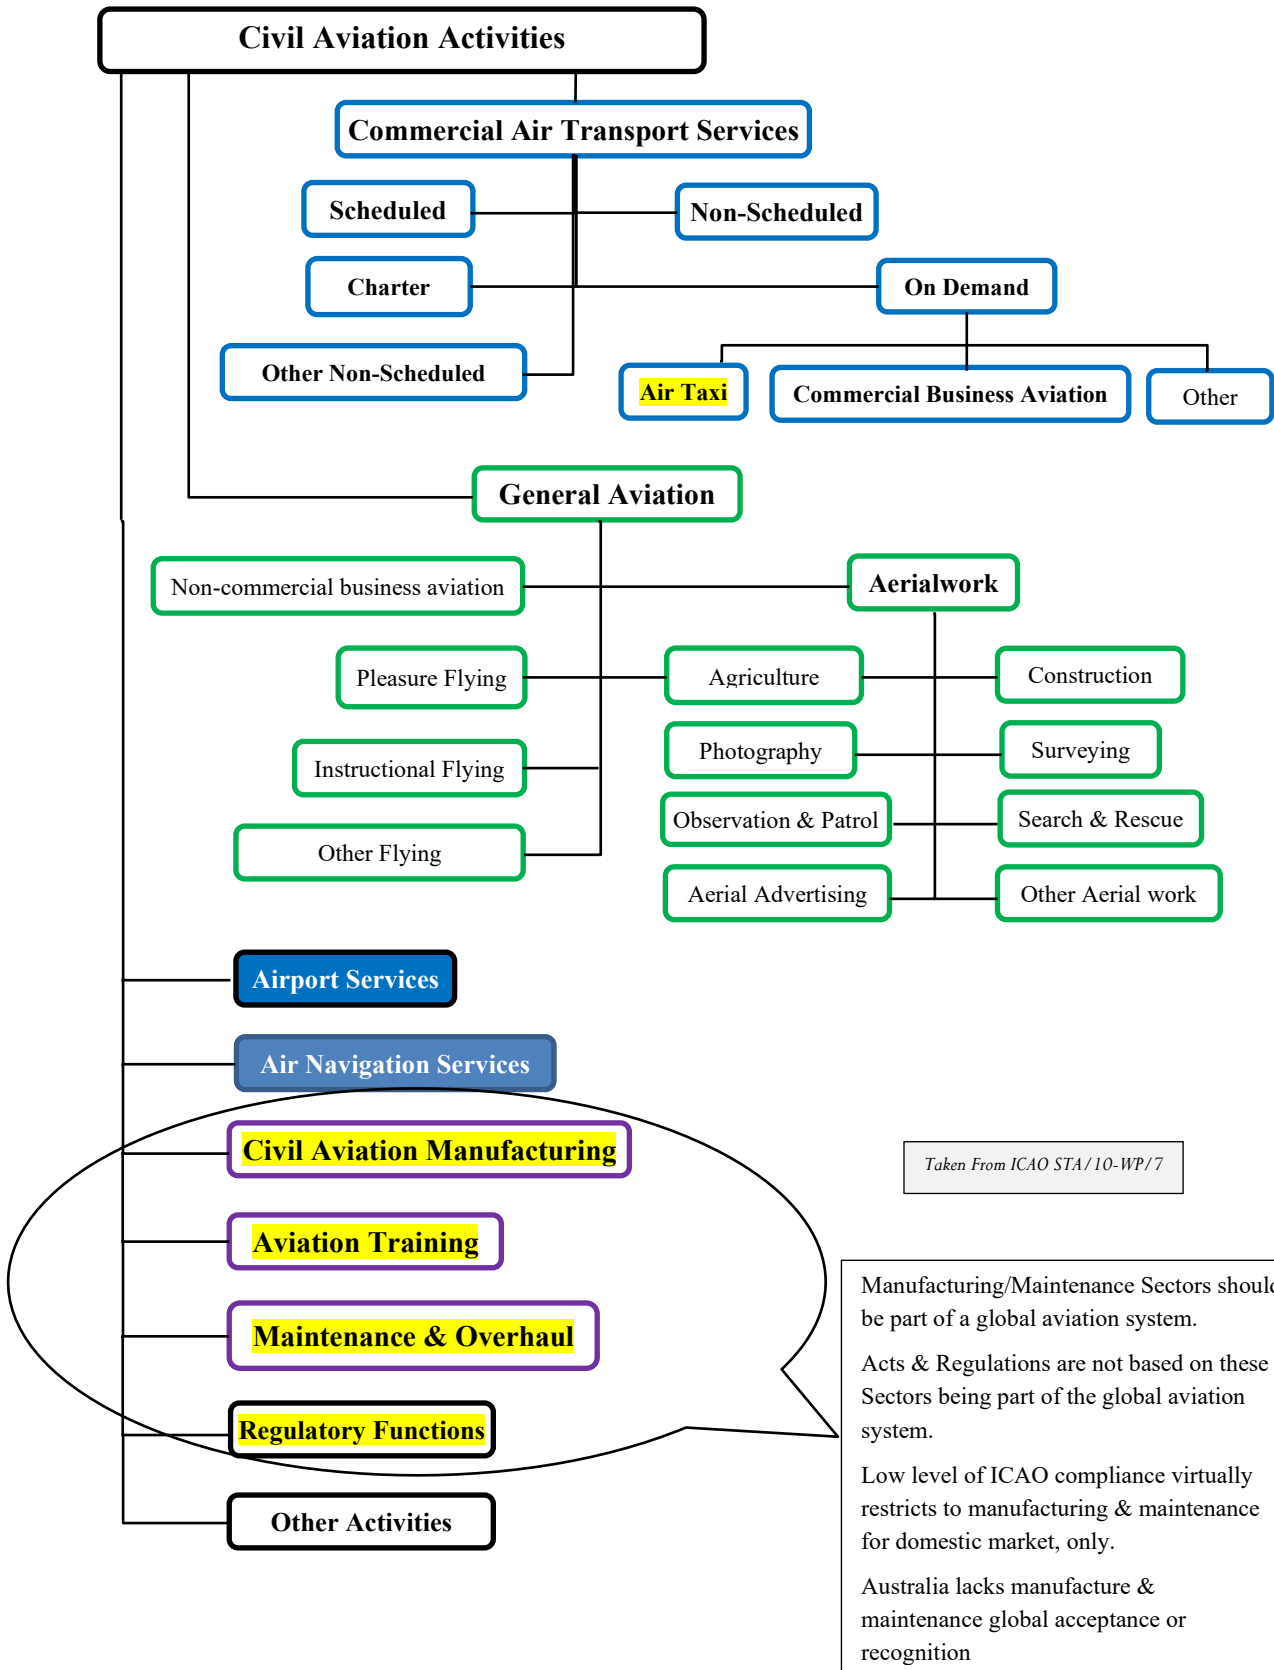 Civil Aviation Activities
Commercial Air Transport Services
Scheduled
Non-Scheduled
Charter
On Demand
Other Non-Scheduled
Air Taxi
Commercial Business Aviation
Other
General Aviation
Non-commercial business aviation
Aerialwork
Pleasure Flying
Agriculture
Construction
Photography
Surveying
Instructional Flying
Observation & Patrol
Search & Rescue
Other Flying
Aerial Advertising
Other Aerial work
Airport Services
Air Navigation Services
Civil Aviation Manufacturing
Taken From ICAO STA/10-WP/7
Aviation Training
Maintenance & Overhaul
Regulatory Functions
Other Activities
Manufacturing/Maintenance Sectors should
be part of a global aviation system.
Acts & Regulations are not based on these
Sectors being part of the global aviation
system.
Low level of ICAO compliance virtually
restricts to manufacturing & maintenance
for domestic market, only.
Australia lacks manufacture &
maintenance global acceptance or
recognition